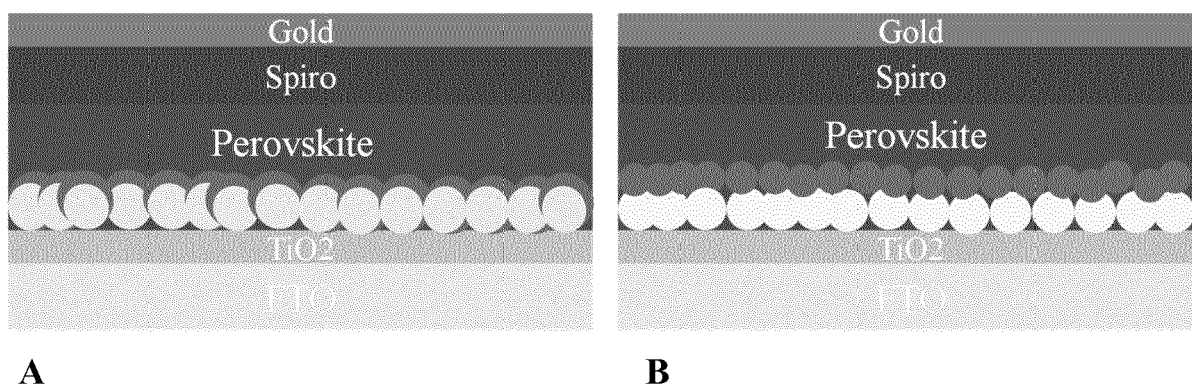 Gold
Spiro
Perovskite
TiO2
FTO
A
Gold
Spiro
Perovskite
TiO2
FTO
B